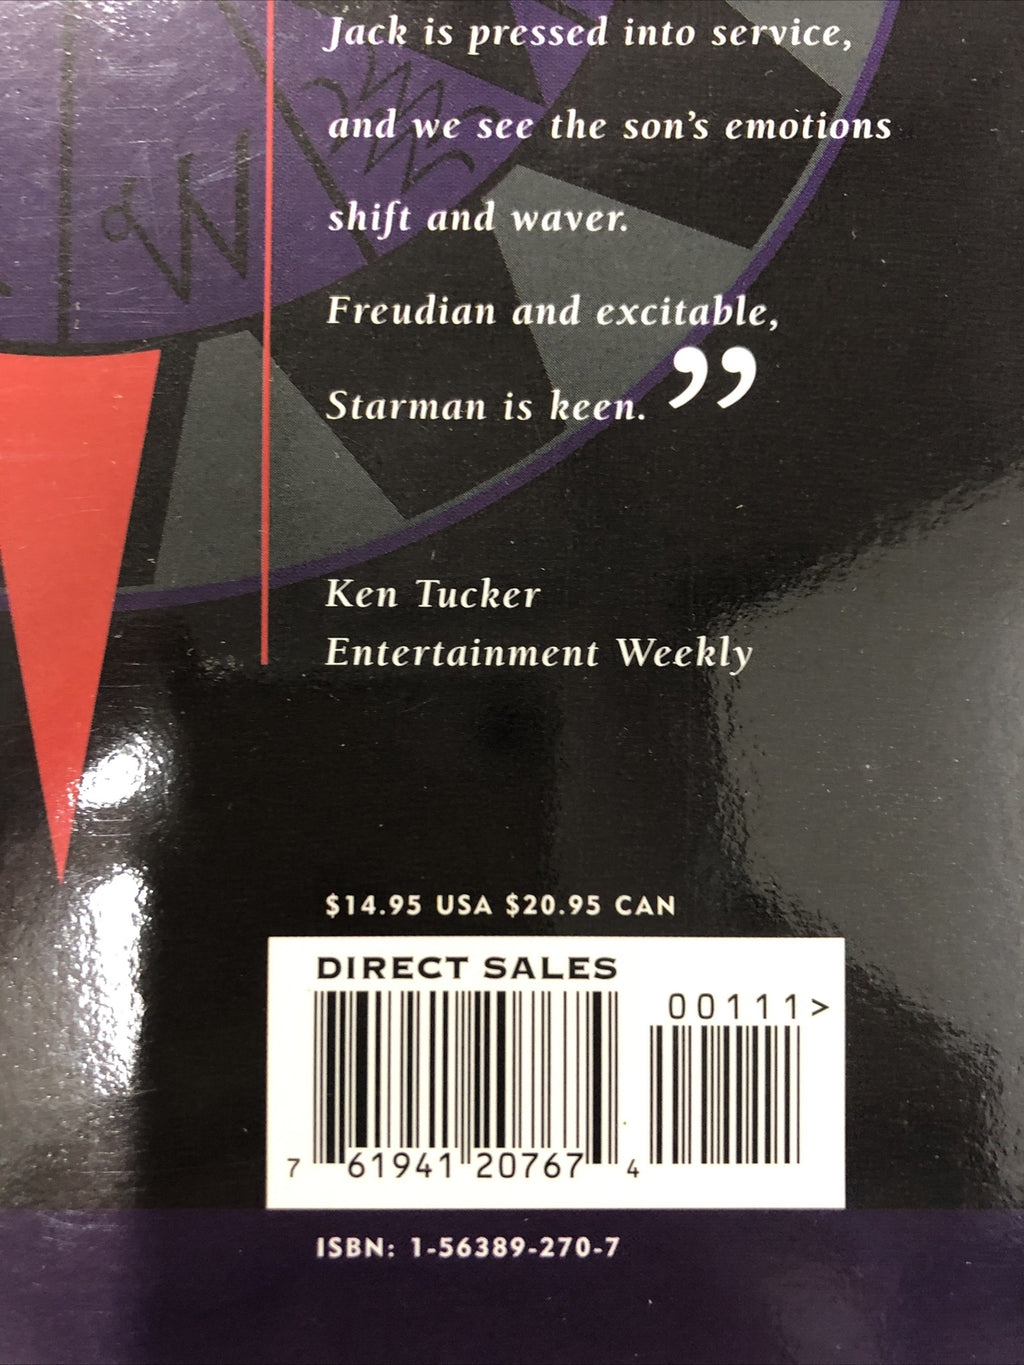 Jack is pressed into service,
and we see the son's emotions
shift and waver.
Freudian and excitable,
Starman is keen.”
Ken Tucker
Entertainment Weekly
$14.95 USA $20.95 CAN
DIRECT SALES
00111>
7 61941 20767 4
ISBN: 1-56389-270-7